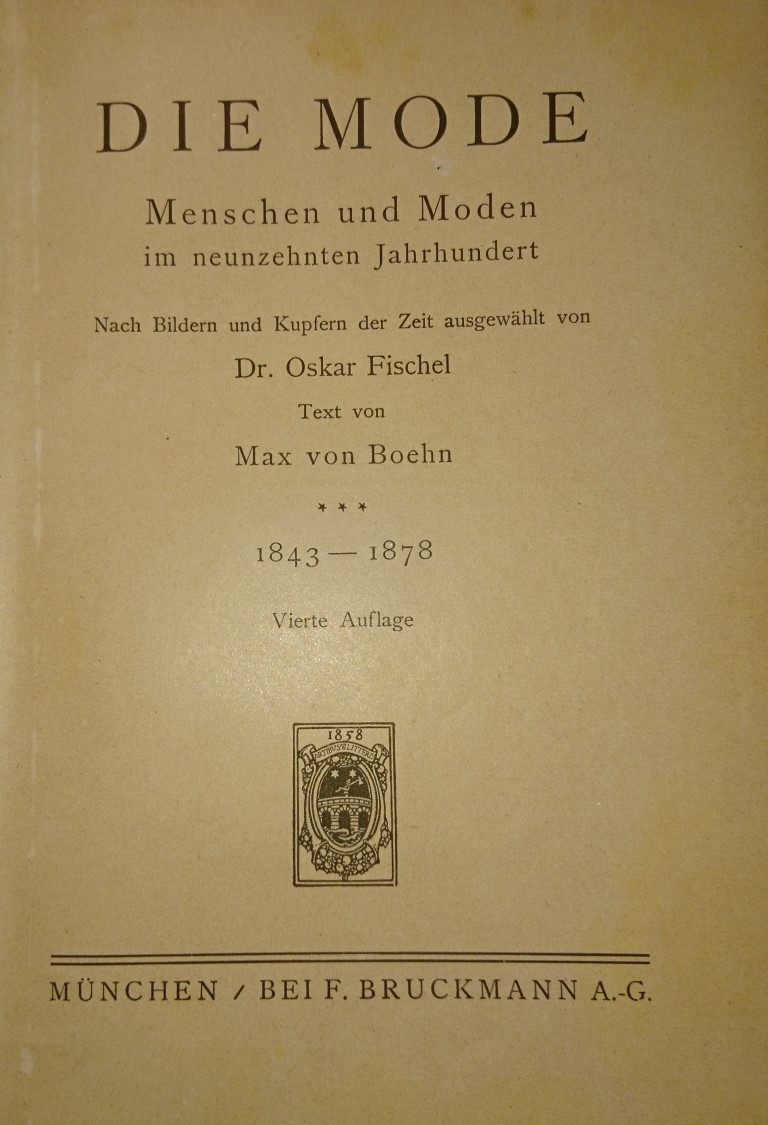 DIE MODE
Menschen und Moden
im neunzehnten Jahrhundert
Nach Bildern und Kupfern der Zeit ausgewählt von
Dr. Oskar Fischel
Text von
Max von Boehn
★ ★ ★
1843 — 1878
Vierte Auflage
1858
MÜNCHEN / BEI F. BRUCKMANN A.-G.